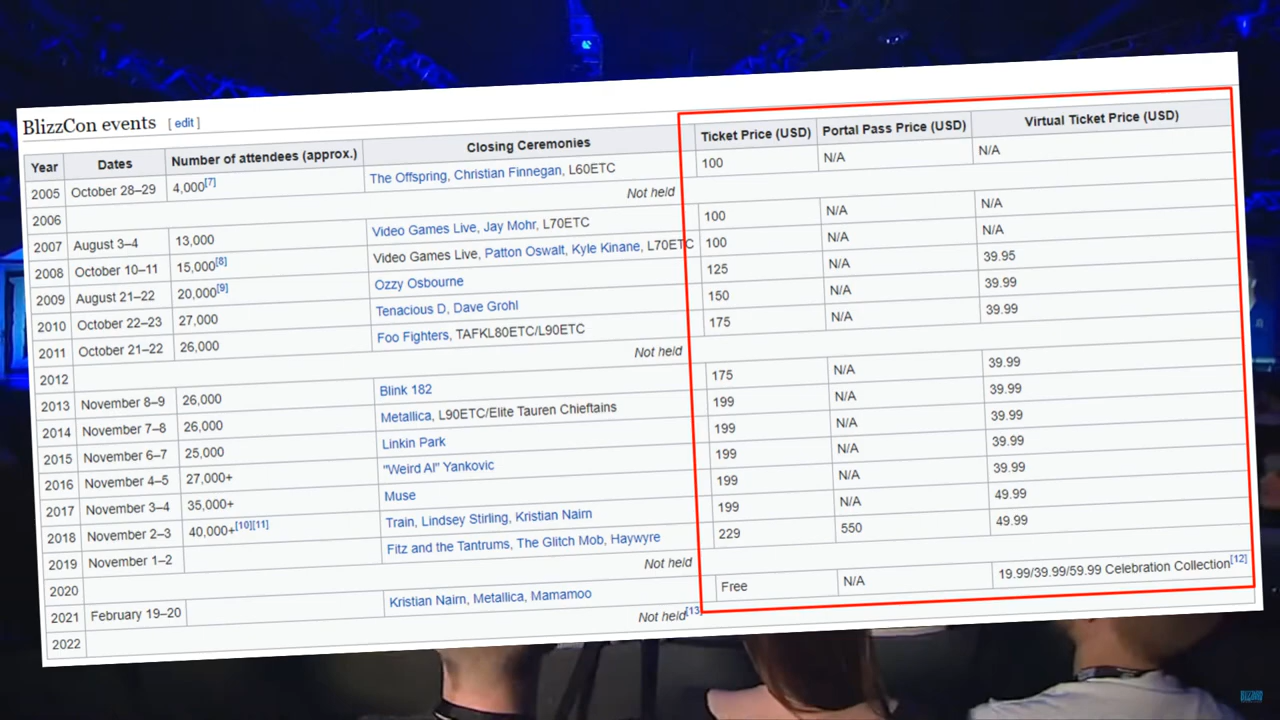 BlizzCon events [ edit ]
Year Dates Number of attendees (approx.) Closing Ceremonies Ticket Price (USD) Portal Pass Price (USD) Virtual Ticket Price (USD)
2005 October 28–29 4,000[7] The Offspring, Christian Finnegan, L60ETC 100 N/A N/A
2006 Not held
2007 August 3–4 13,000 Video Games Live, Jay Mohr, L70ETC 100 N/A N/A
2008 October 10–11 15,000[8] Video Games Live, Patton Oswalt, Kyle Kinane, L70ETC 100 N/A N/A
2009 August 21–22 20,000[9] Ozzy Osbourne 125 N/A 39.95
2010 October 22–23 27,000 Tenacious D, Dave Grohl 150 N/A 39.99
2011 October 21–22 26,000 Foo Fighters, TAFKL80ETC/L90ETC 175 N/A 39.99
2012 Not held
2013 November 8–9 26,000 Blink 182 175 N/A 39.99
2014 November 7–8 26,000 Metallica, L90ETC/Elite Tauren Chieftains 199 N/A 39.99
2015 November 6–7 25,000 Linkin Park 199 N/A 39.99
2016 November 4–5 27,000+ "Weird Al" Yankovic 199 N/A 39.99
2017 November 3–4 35,000+ Muse 199 N/A 39.99
2018 November 2–3 40,000+[10][11] Train, Lindsey Stirling, Kristian Nairn 199 N/A 49.99
2019 November 1–2 Fitz and the Tantrums, The Glitch Mob, Haywyre 229 550 49.99
2020 Not held
2021 February 19–20 Kristian Nairn, Metallica, Mamamoo Free N/A 19.99/39.99/59.99 Celebration Collection[12]
2022 Not held[13]
BLIZZARD